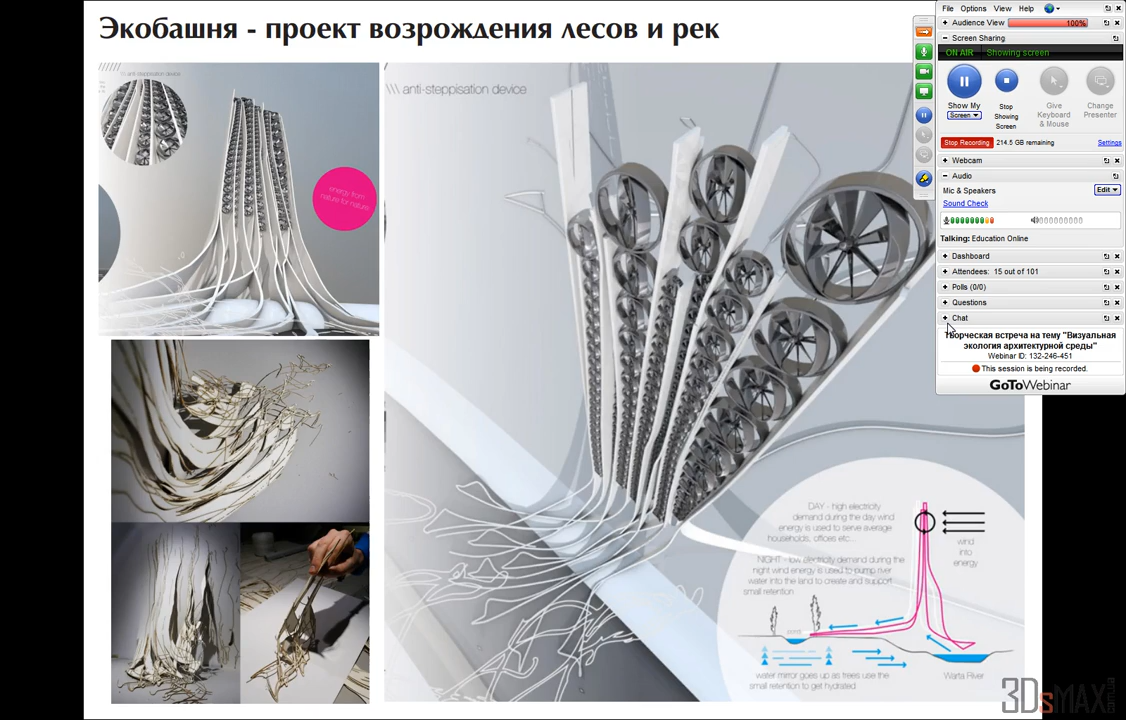 Экобашня - проект возрождения лесов и рек
\\\ anti-steppisation device
\\\ anti-steppisation device
energy from
nature for nature
DAY - high electricity
demand during the day wind
energy is used to serve average
households, offices etc...
NIGHT - low electricity demand during the
night wind energy is used to pump river
water into the land to create and support
small retention
wind
into
energy
water mirror goes up as trees use the
small retention to get hydrated.
Warta River
File Options View Help
Audience View 100%
Screen Sharing
ON AIR Showing screen
Show My
Screen
Stop
Showing
Screen
Give
Keyboard
& Mouse
Change
Presenter
Stop Recording 214.5 GB remaining Settings
Webcam
Audio
Mic & Speakers Edit
Sound Check
Talking: Education Online
Dashboard
Attendees: 15 out of 101
Polls (0/0)
Questions
Chat
Творческая встреча на тему "Визуальная
экология архитектурной среды"
Webinar ID: 132-246-451
This session is being recorded.
GoToWebinar
3DsMAX.com.ua